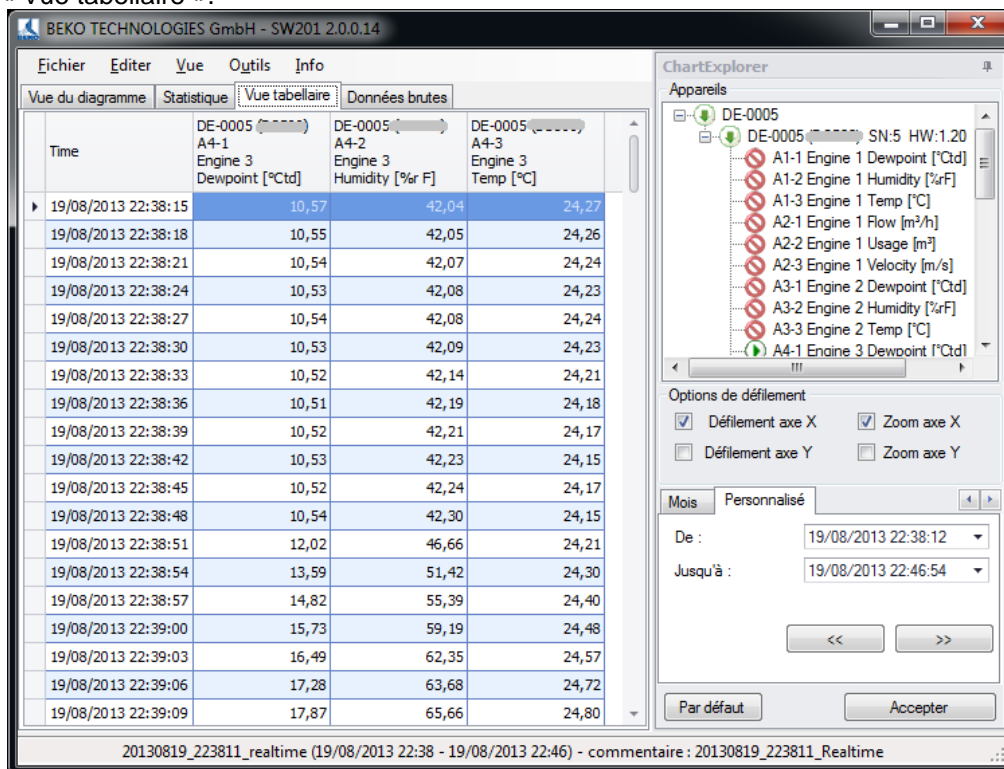 « Vue tabellaire ».
BEKO TECHNOLOGIES GmbH - SW201 2.0.0.14
Fichier Editer Vue Outils Info
Vue du diagramme Statistique Vue tabellaire Données brutes
Time
DE-0005 ( )
A4-1
Engine 3
Dewpoint [°Ctd]
DE-0005 ( )
A4-2
Engine 3
Humidity [%r F]
DE-0005 ( )
A4-3
Engine 3
Temp [°C]
19/08/2013 22:38:15 10,57 42,04 24,27
19/08/2013 22:38:18 10,55 42,05 24,26
19/08/2013 22:38:21 10,54 42,07 24,24
19/08/2013 22:38:24 10,53 42,08 24,23
19/08/2013 22:38:27 10,54 42,08 24,24
19/08/2013 22:38:30 10,53 42,09 24,23
19/08/2013 22:38:33 10,52 42,14 24,21
19/08/2013 22:38:36 10,51 42,19 24,18
19/08/2013 22:38:39 10,52 42,21 24,17
19/08/2013 22:38:42 10,53 42,23 24,15
19/08/2013 22:38:45 10,52 42,24 24,17
19/08/2013 22:38:48 10,54 42,30 24,15
19/08/2013 22:38:51 12,02 46,66 24,21
19/08/2013 22:38:54 13,59 51,42 24,30
19/08/2013 22:38:57 14,82 55,39 24,40
19/08/2013 22:39:00 15,73 59,19 24,48
19/08/2013 22:39:03 16,49 62,35 24,57
19/08/2013 22:39:06 17,28 63,68 24,72
19/08/2013 22:39:09 17,87 65,66 24,80
ChartExplorer
Appareils
DE-0005
DE-0005 ( ) SN:5 HW:1.20
A1-1 Engine 1 Dewpoint [°Ctd]
A1-2 Engine 1 Humidity [%rF]
A1-3 Engine 1 Temp [°C]
A2-1 Engine 1 Flow [m³/h]
A2-2 Engine 1 Usage [m³]
A2-3 Engine 1 Velocity [m/s]
A3-1 Engine 2 Dewpoint [°Ctd]
A3-2 Engine 2 Humidity [%rF]
A3-3 Engine 2 Temp [°C]
A4-1 Engine 3 Dewpoint [°Ctd]
Options de défilement
Défilement axe X Zoom axe X
Défilement axe Y Zoom axe Y
Mois Personnalisé
De : 19/08/2013 22:38:12
Jusqu'à : 19/08/2013 22:46:54
<< >>
Par défaut Accepter
20130819_223811_realtime (19/08/2013 22:38 - 19/08/2013 22:46) - commentaire : 20130819_223811_Realtime